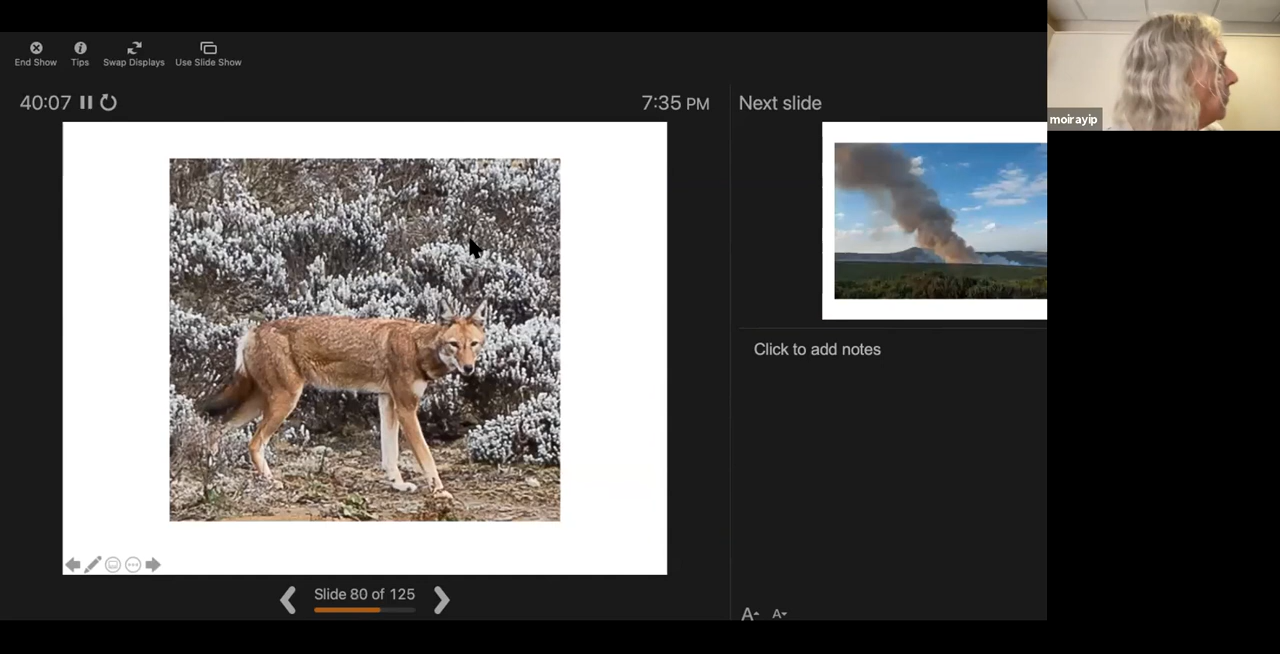 End Show Tips Swap Displays Use Slide Show
40:07 7:35 PM Next slide
moirayip
Click to add notes
Slide 80 of 125
A A